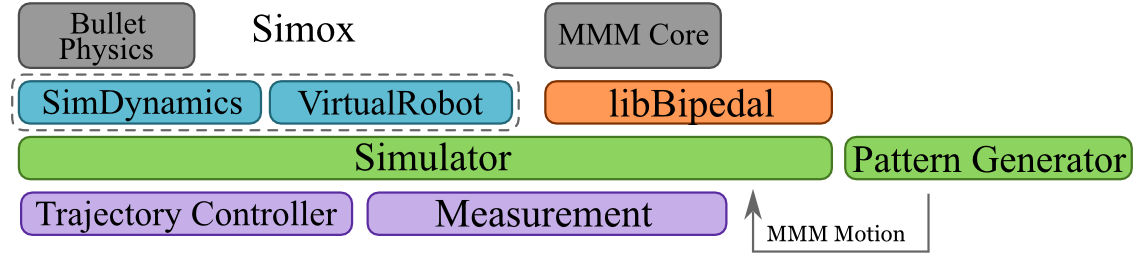 Bullet
Physics
Simox
MMM Core
SimDynamics
VirtualRobot
libBipedal
Simulator
Pattern Generator
Trajectory Controller
Measurement
MMM Motion